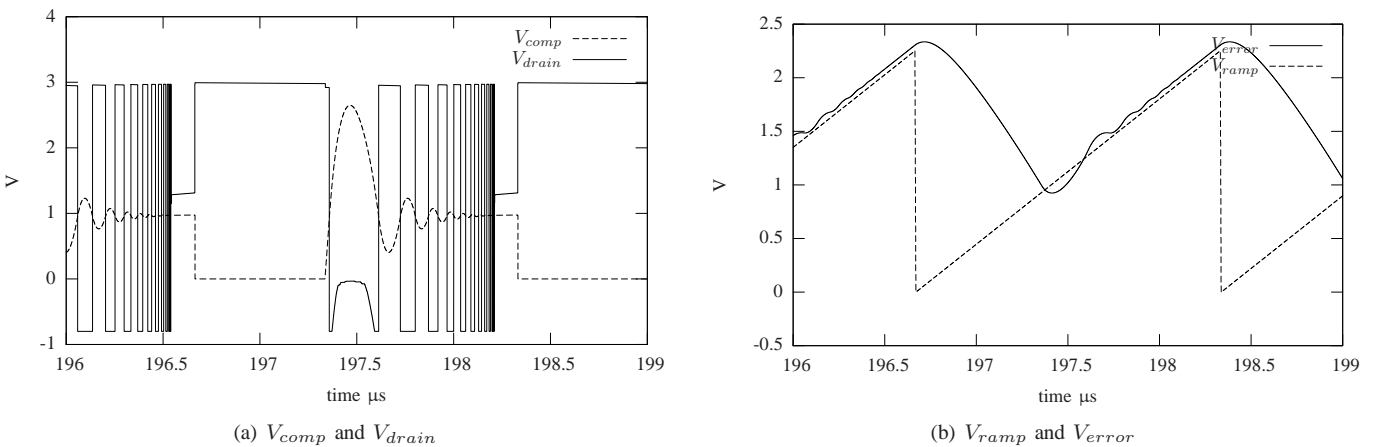 4
3
2
1
0
-1
V
196
196.5
197
197.5
198
198.5
199
time μs
V_comp
V_drain
(a) V_comp and V_drain
2.5
2
1.5
1
0.5
0
-0.5
V
196
196.5
197
197.5
198
198.5
199
time μs
V_error
V_ramp
(b) V_ramp and V_error